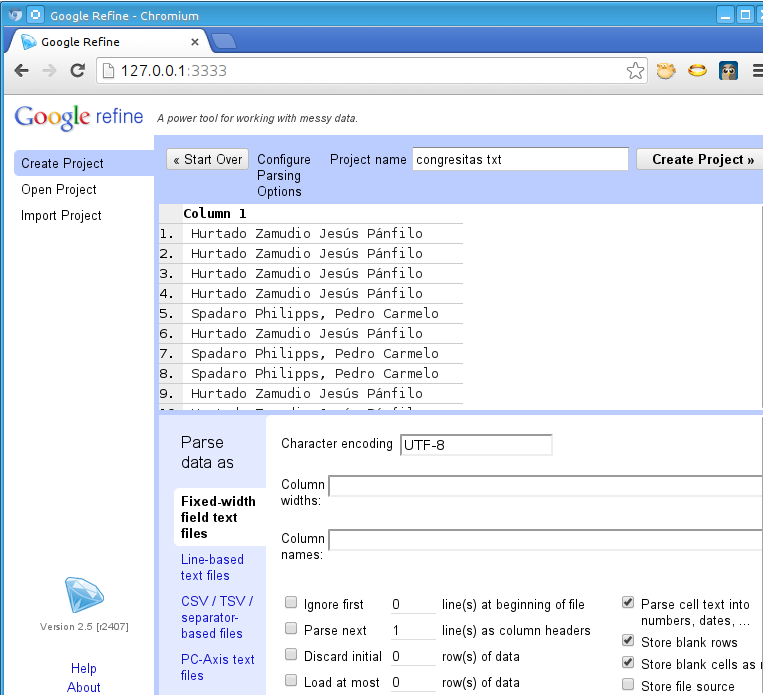 Google Refine - Chromium
Google Refine ×
127.0.0.1:3333
Google refine A power tool for working with messy data.
Create Project
Open Project
Import Project
« Start Over
Configure
Parsing
Options
Project name congresitas txt
Create Project »
Column 1
1. Hurtado Zamudio Jesús Pánfilo
2. Hurtado Zamudio Jesús Pánfilo
3. Hurtado Zamudio Jesús Pánfilo
4. Hurtado Zamudio Jesús Pánfilo
5. Spadaro Philipps, Pedro Carmelo
6. Hurtado Zamudio Jesús Pánfilo
7. Spadaro Philipps, Pedro Carmelo
8. Spadaro Philipps, Pedro Carmelo
9. Hurtado Zamudio Jesús Pánfilo
Parse
data as
Fixed-width
field text
files
Line-based
text files
CSV / TSV /
separator-
based files
PC-Axis text
files
Character encoding UTF-8
Column
widths:
Column
names:
Ignore first 0 line(s) at beginning of file
Parse next 1 line(s) as column headers
Discard initial 0 row(s) of data
Load at most 0 row(s) of data
Parse cell text into
numbers, dates, ...
Store blank rows
Store blank cells as
Store file source
Version 2.5 [r2407]
Help
About